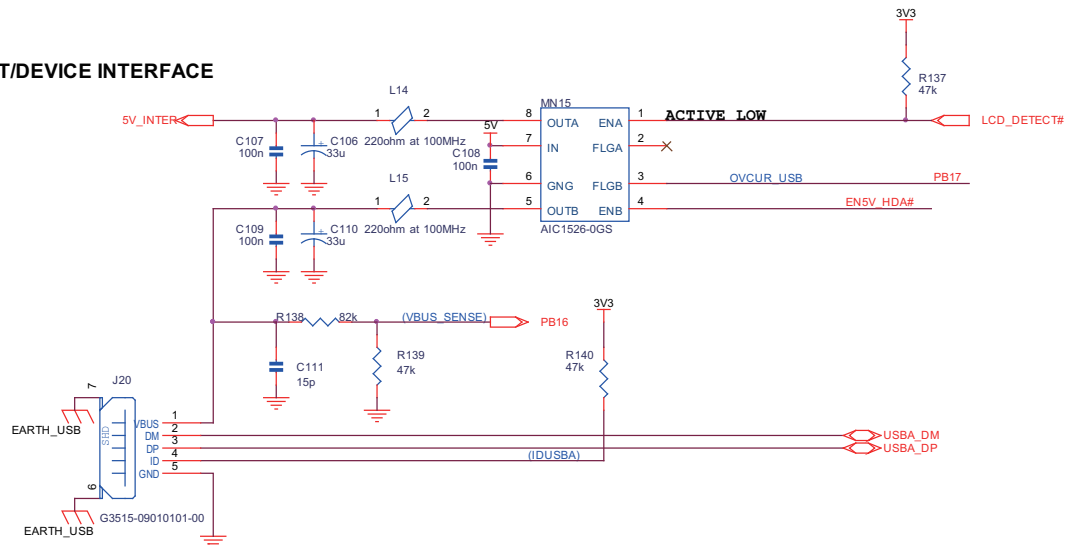 3V3
T/DEVICE INTERFACE
R137
47k
L14
MN15
5V_INTER
1 2
8 OUTA ENA 1 ACTIVE LOW
LCD_DETECT#
C107
100n
C106 220ohm at 100MHz
33u
5V
7 IN FLGA 2
C108
100n
L15
6 GNG FLGB 3 OVCUR_USB PB17
1 2
5 OUTB ENB 4 EN5V_HDA#
C109
100n
C110 220ohm at 100MHz
33u
AIC1526-0GS
3V3
R138 82k (VBUS_SENSE) PB16
R139
47k
R140
47k
C111
15p
J20
7
EARTH_USB
SHD
VBUS 1
DM 2 USBA_DM
DP 3 USBA_DP
ID 4 (IDUSBA)
GND 5
6
G3515-09010101-00
EARTH_USB